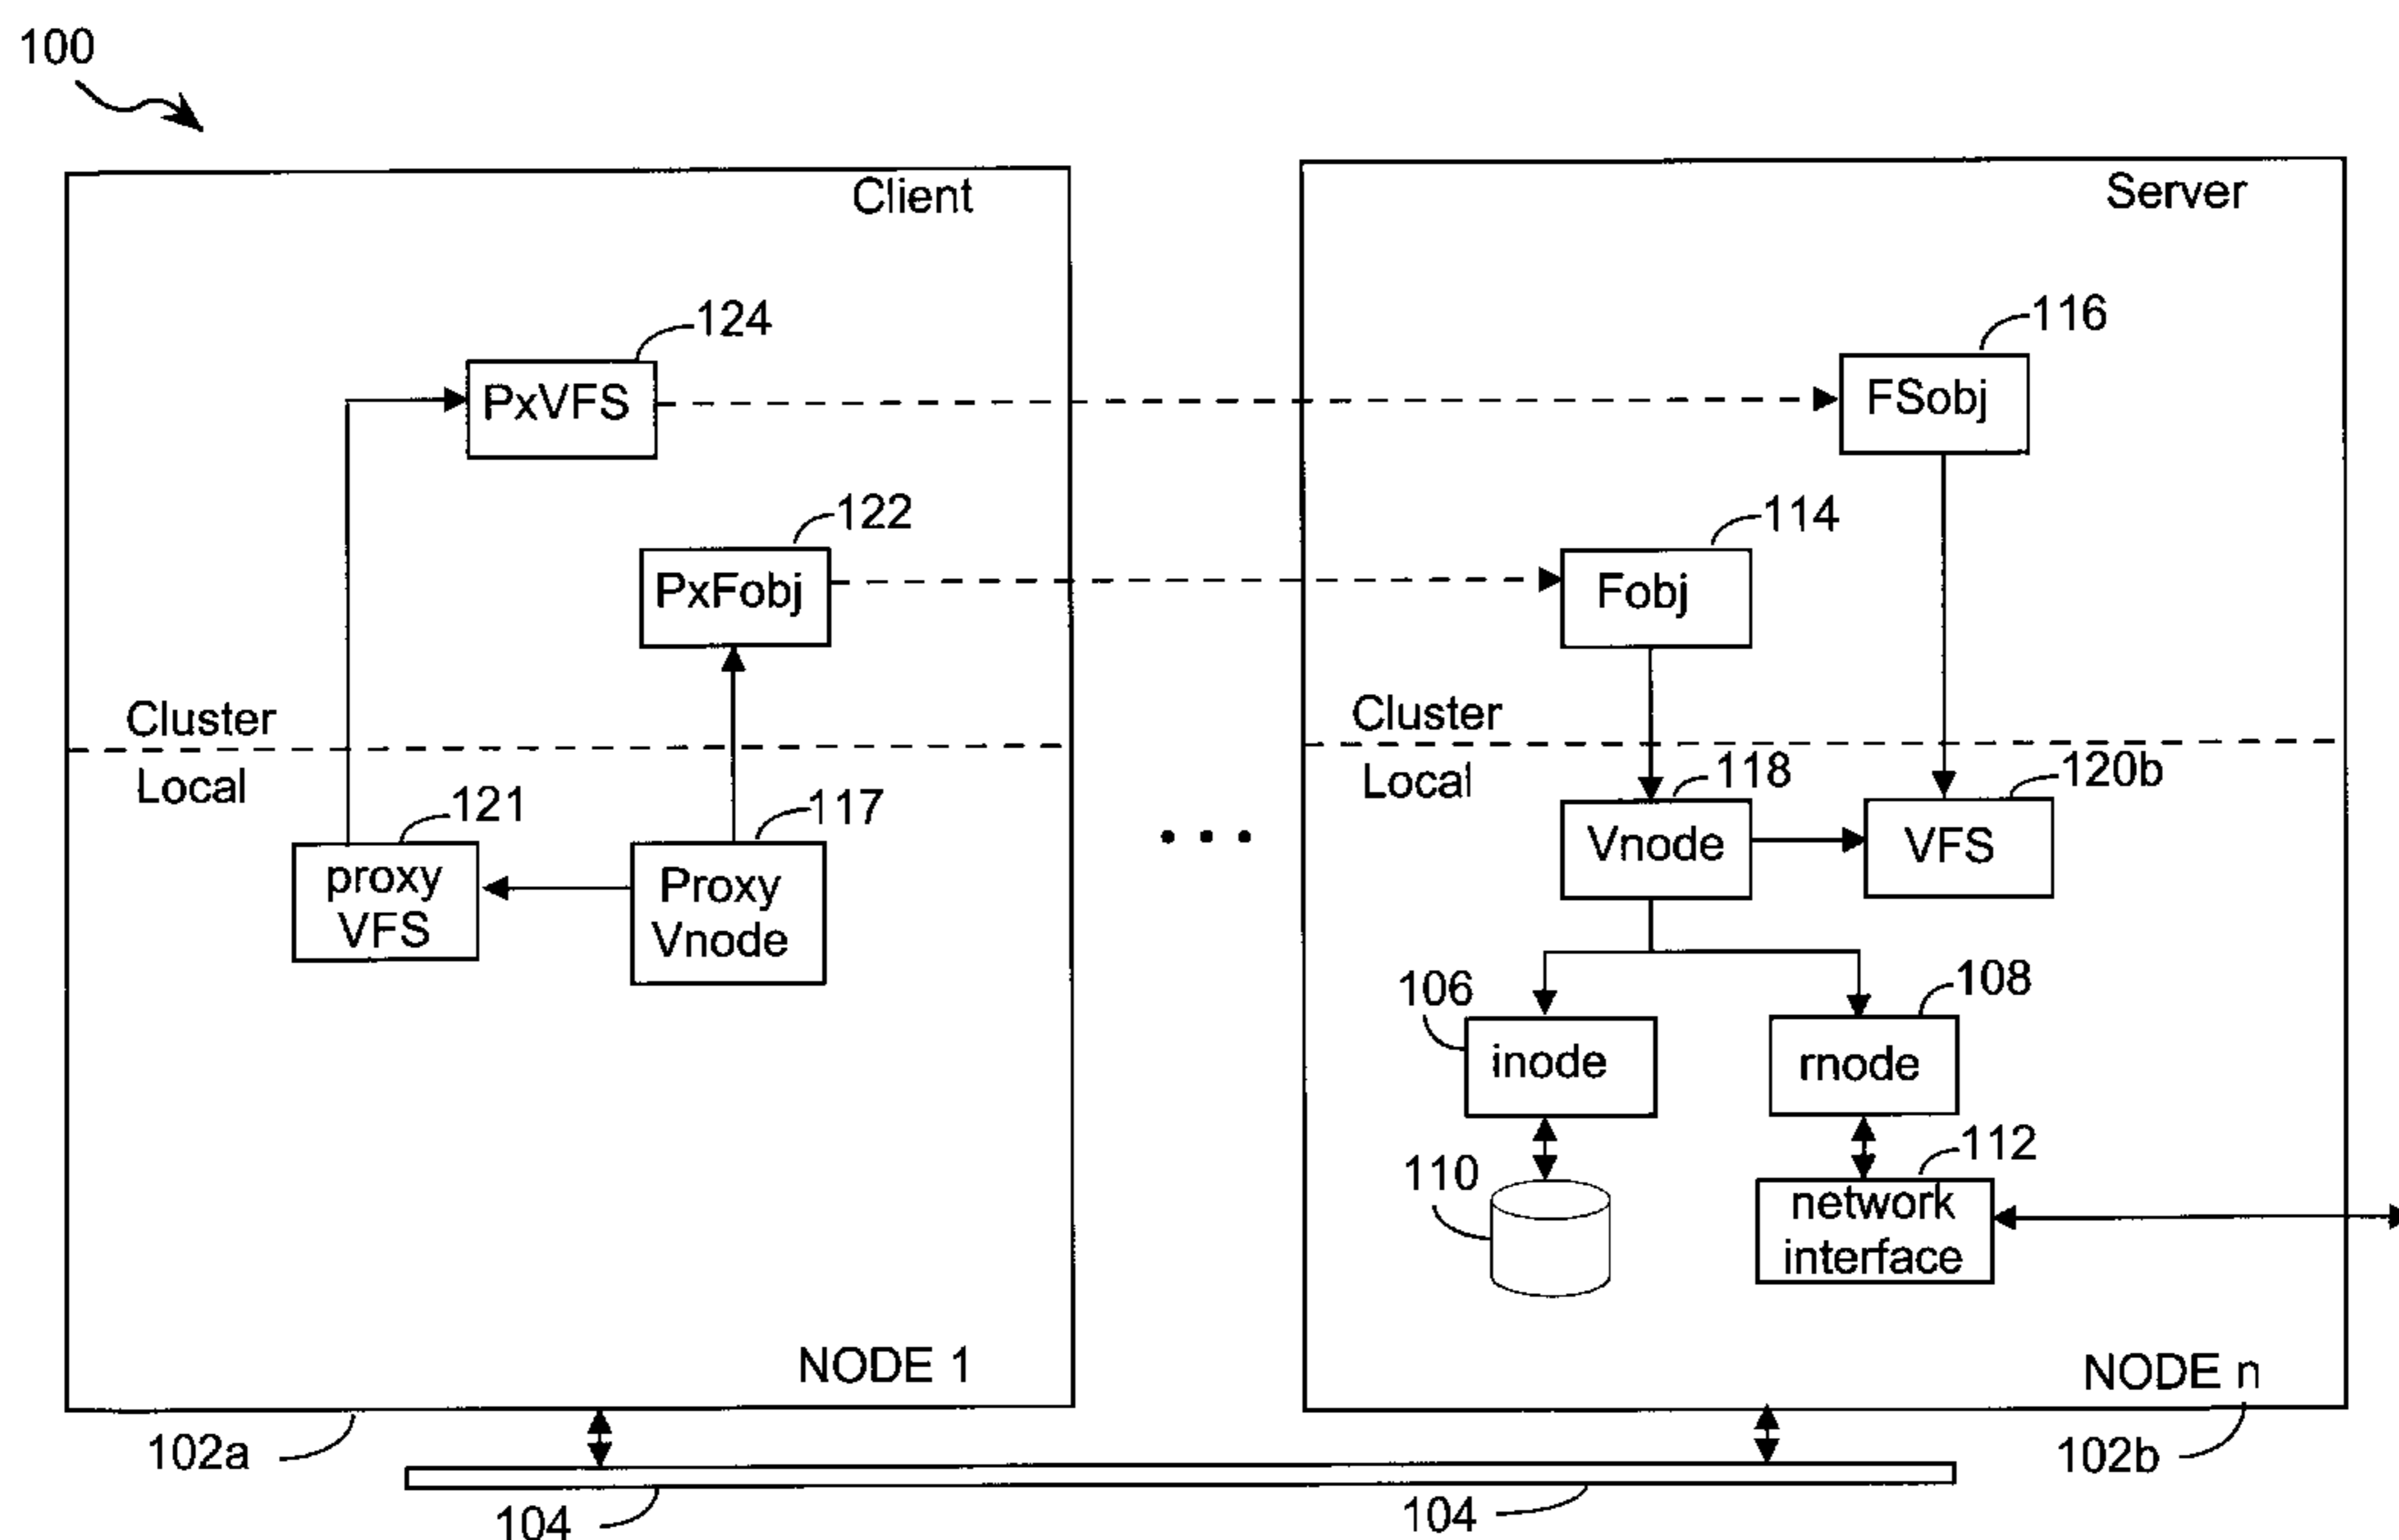 100
Client
Server
124
116
PxVFS
FSobj
122
114
PxFobj
Fobj
Cluster
Cluster
Local
Local
121
117
118
120b
proxy
VFS
Proxy
Vnode
Vnode
VFS
106
108
inode
rnode
110
112
network
interface
NODE 1
NODE n
102a
102b
104
104